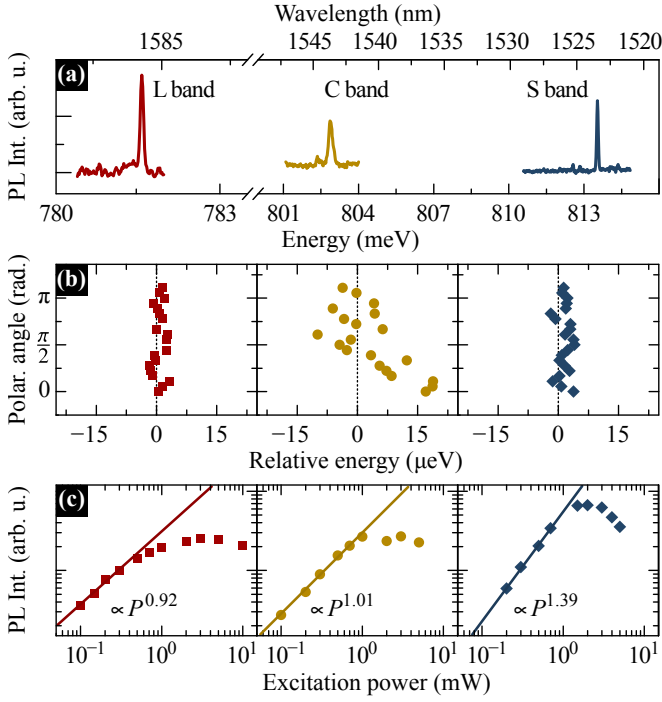 Wavelength (nm)
1585 1543 1540 1535 1530 1525 1520
(a)
L band C band S band
PL Int. (arb. u.)
780 783 801 804 807 810 813
Energy (meV)
(b)
Polar. angle (rad.)
π
π/2
0
−15 0 15 −15 0 15 −15 0 15
Relative energy (μeV)
(c)
PL Int. (arb. u.)
∝P^0.92 ∝P^1.01 ∝P^1.39
10^−1 10^0 10^1 10^−1 10^0 10^1 10^−1 10^0 10^1
Excitation power (mW)